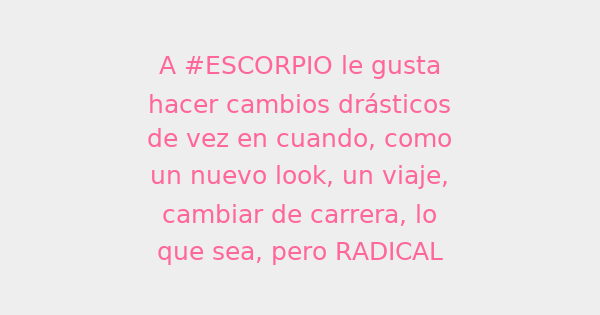 A #ESCORPIO le gusta
hacer cambios drásticos
de vez en cuando, como
un nuevo look, un viaje,
cambiar de carrera, lo
que sea, pero RADICAL